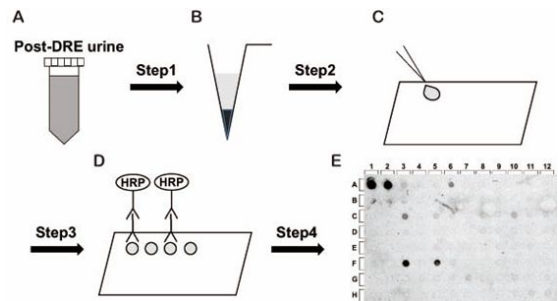 A
B
C
Post-DRE urine
Step1
Step2
D
E
HRP HRP
Step3
Step4
1 2 3 4 5 6 7 8 9 10 11 12
A
B
C
D
E
F
G
H